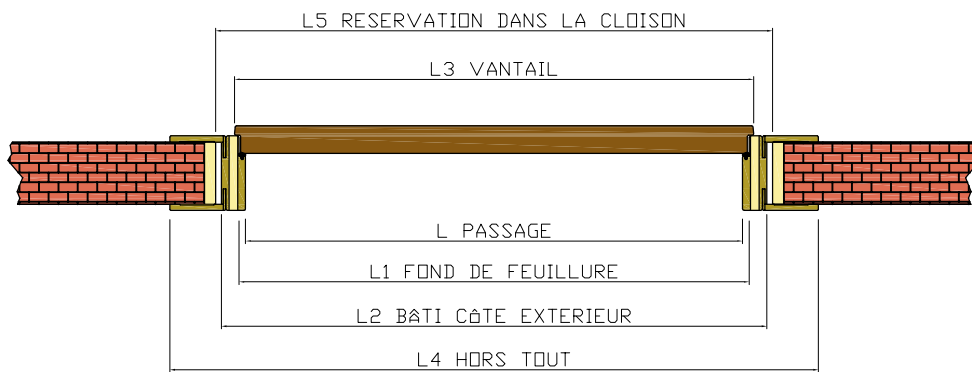 L5 RESERVATION DANS LA CLOISON
L3 VANTAIL
L PASSAGE
L1 FOND DE FEUILLURE
L2 BÂTI CÔTE EXTERIEUR
L4 HORS TOUT